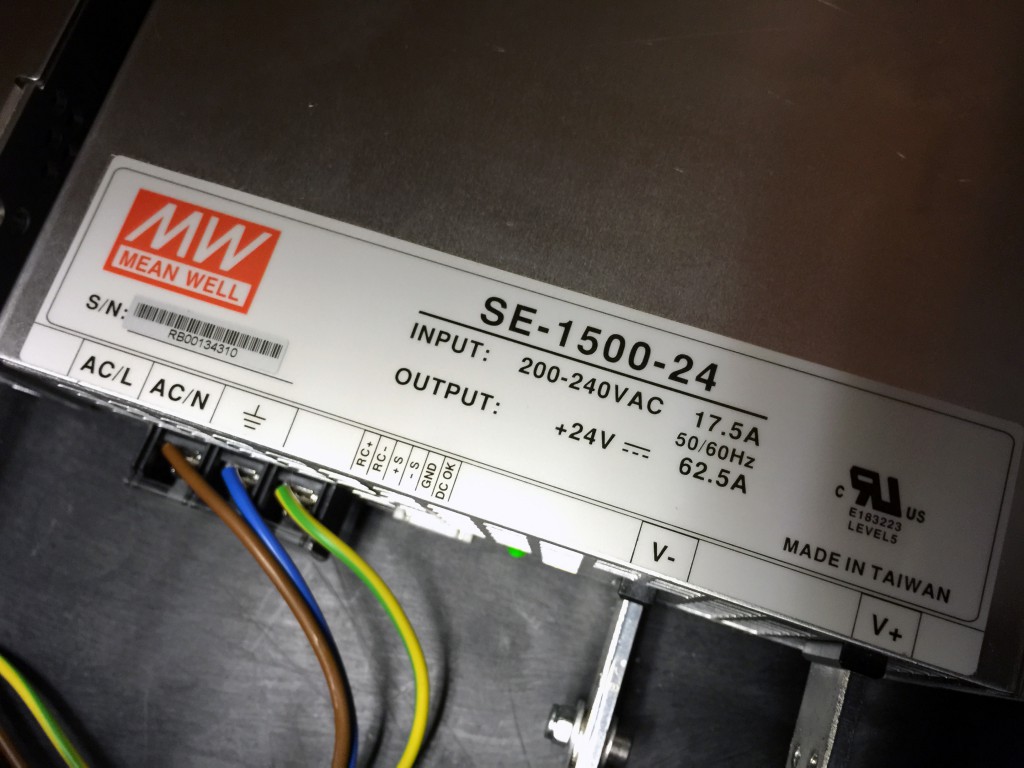 MW
MEAN WELL
S/N:
RB00134310
SE-1500-24
INPUT: 200-240VAC 17.5A
50/60Hz
OUTPUT: +24V 62.5A
C US
E183223
LEVEL5
MADE IN TAIWAN
AC/L AC/N
RC+
RC-
+S
-S
GND
DC OK
V-
V+